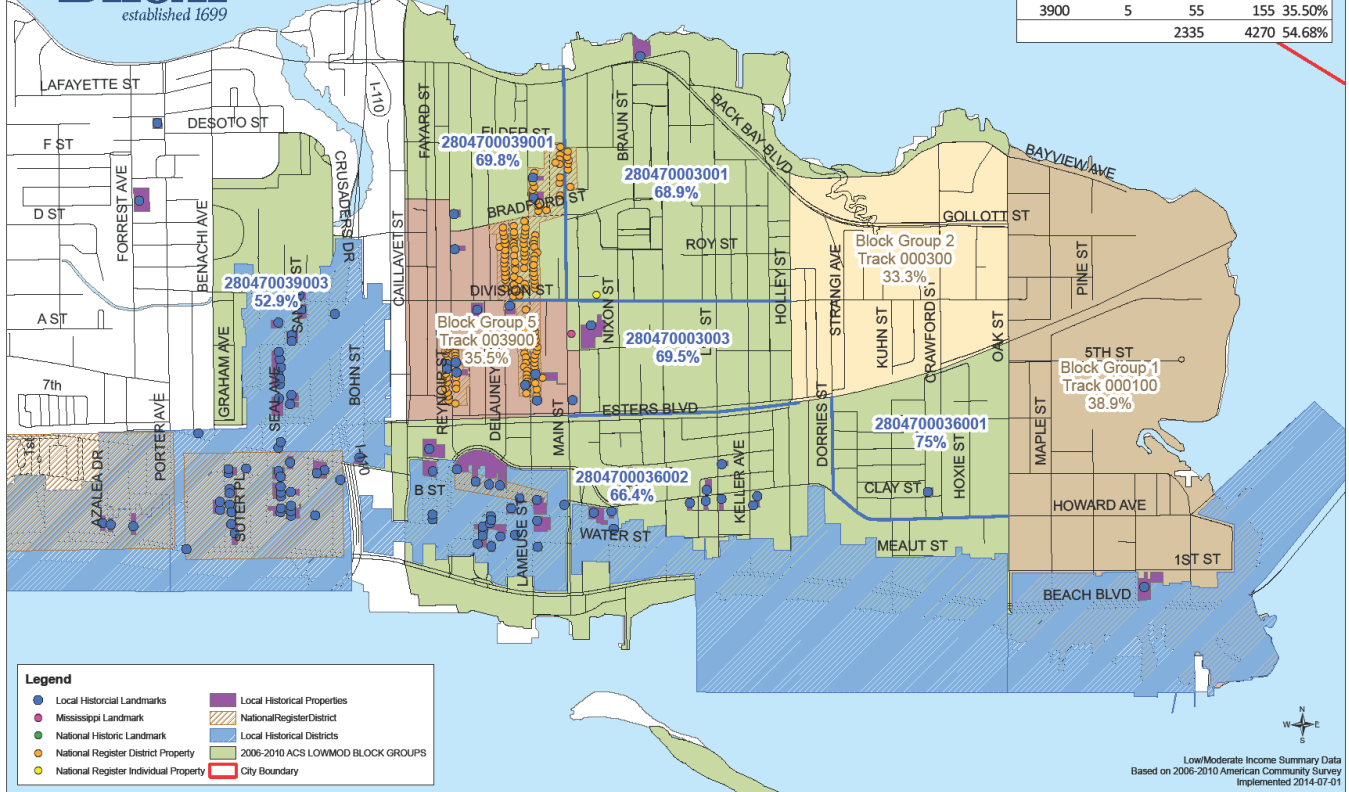 established 1699
3900 5 55 155 35.50%
2335 4270 54.68%
LAFAYETTE ST
DESOTO ST
F ST
D ST
A ST
7th
1st
FORREST AVE
BENACHI AVE
CRUSADERS DR
I-110
CAILLAVET ST
FAYARD ST
ELDER ST
2804700039001
69.8%
BRADFORD ST
BRAUN ST
BACK BAY BLVD
2804700003001
68.9%
ROY ST
HOLLEY ST
BAYVIEW AVE
GOLLOTT ST
Block Group 2
Track 000300
33.3%
STRANGI AVE
KUHN ST
CRAWFORD ST
OAK ST
PINE ST
280470039003
52.9%
GRAHAM AVE
SEAL AVE
BOHN ST
PORTER AVE
AZALEA DR
SUTER PL
I-110
DIVISION ST
Block Group 5
Track 003900
35.5%
REYNOIR ST
DELAUNEY
MAIN ST
NIXON ST
2804700003003
69.5%
ESTERS BLVD
DORRIES ST
5TH ST
Block Group 1
Track 000100
38.9%
MAPLE ST
2804700036001
75%
HOXIE ST
CLAY ST
HOWARD AVE
MEAUT ST
1ST ST
BEACH BLVD
2804700036002
66.4%
B ST
LAMEUSE ST
WATER ST
KELLER AVE
Legend
Local Historcial Landmarks
Mississippi Landmark
National Historic Landmark
National Register District Property
National Register Individual Property
Local Historical Properties
NationalRegisterDistrict
Local Historical Districts
2006-2010 ACS LOWMOD BLOCK GROUPS
City Boundary
N
W E
S
Low/Moderate Income Summary Data
Based on 2006-2010 American Community Survey
Implemented 2014-07-01